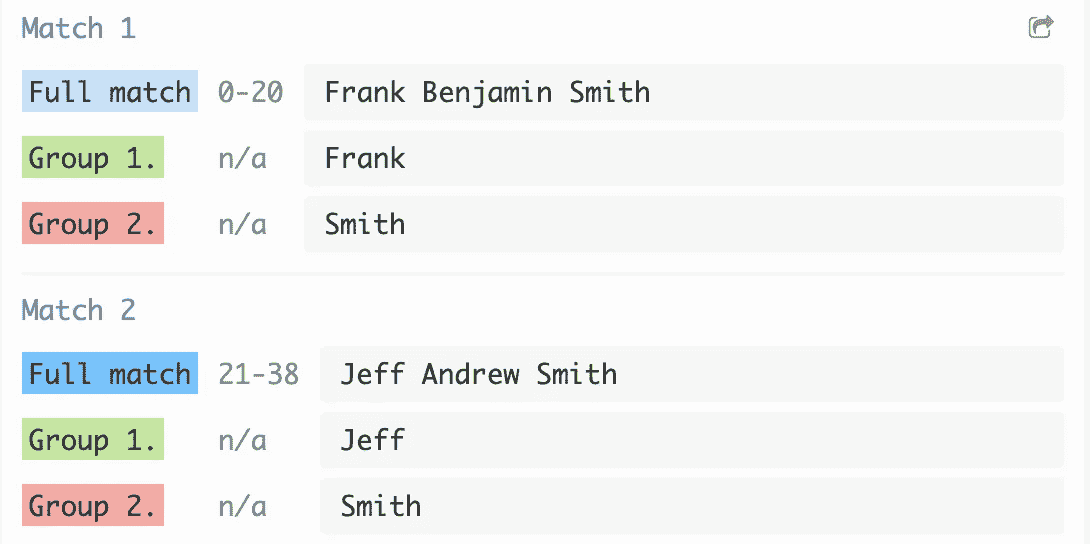 Match 1
Full match 0-20 Frank Benjamin Smith
Group 1. n/a Frank
Group 2. n/a Smith
Match 2
Full match 21-38 Jeff Andrew Smith
Group 1. n/a Jeff
Group 2. n/a Smith